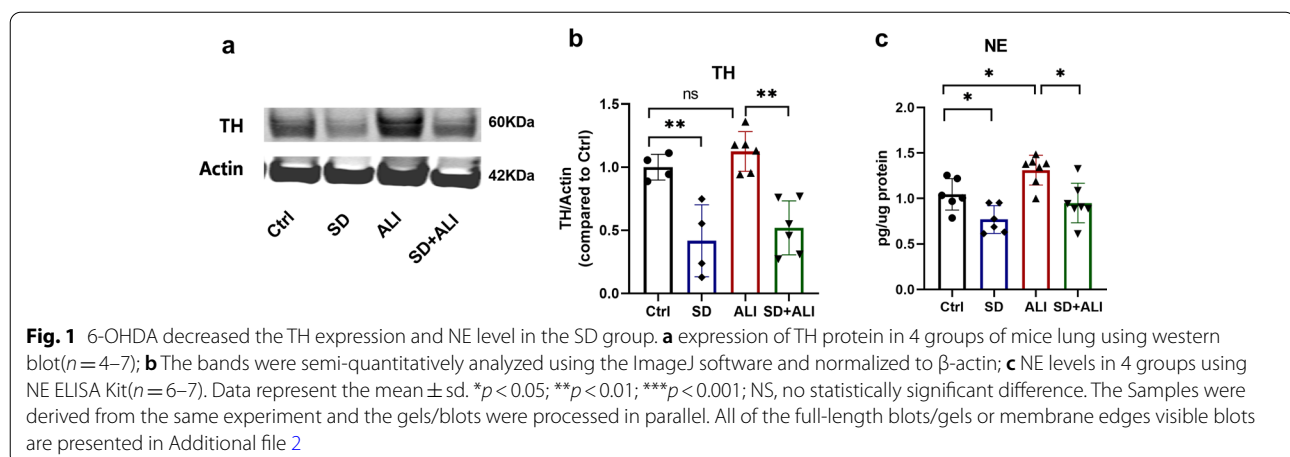 a
TH
60KDa
Actin
42KDa
Ctrl
SD
ALI
SD+ALI
b
TH
ns
**
**
TH/Actin
(compared to Ctrl)
1.5
1.0
0.5
0.0
Ctrl
SD
ALI
SD+ALI
c
NE
*
*
*
pg/ug protein
2.0
1.5
1.0
0.5
0.0
Ctrl
SD
ALI
SD+ALI
Fig. 1 6-OHDA decreased the TH expression and NE level in the SD group. a expression of TH protein in 4 groups of mice lung using western
blot(n = 4–7); b The bands were semi-quantitatively analyzed using the ImageJ software and normalized to β-actin; c NE levels in 4 groups using
NE ELISA Kit(n = 6–7). Data represent the mean ± sd. *p < 0.05; **p < 0.01; ***p < 0.001; NS, no statistically significant difference. The Samples were
derived from the same experiment and the gels/blots were processed in parallel. All of the full-length blots/gels or membrane edges visible blots
are presented in Additional file 2